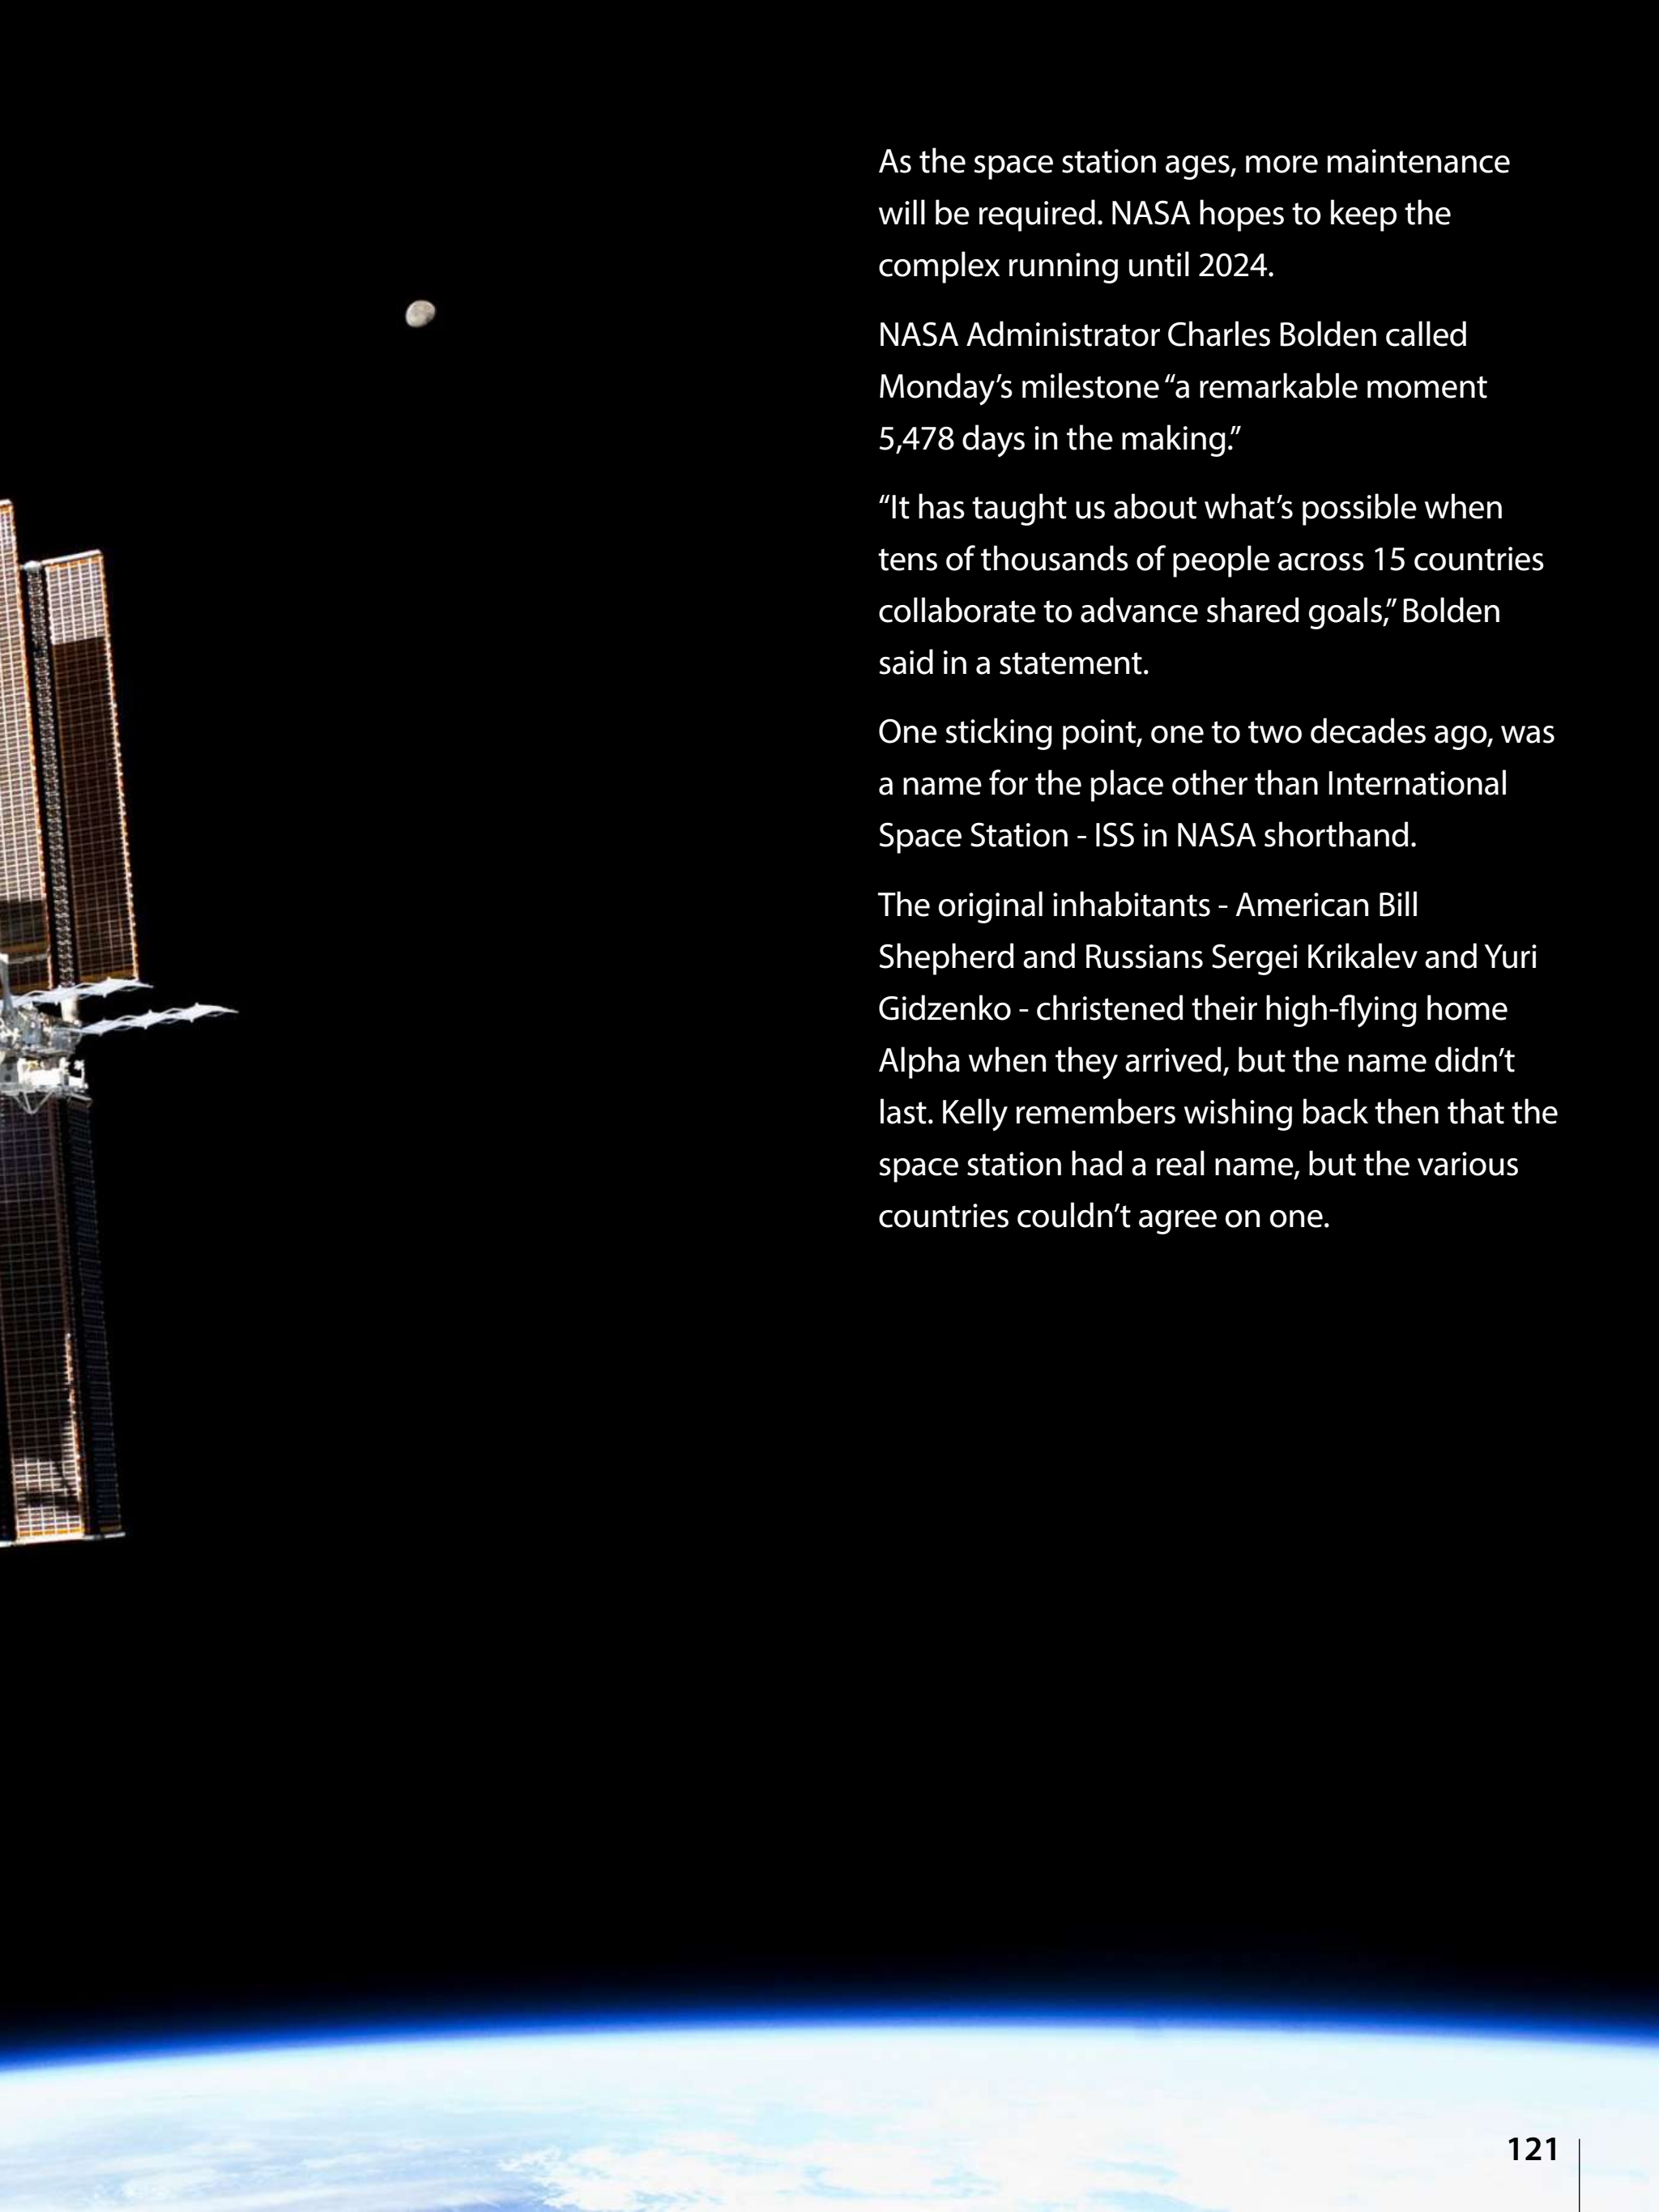 As the space station ages, more maintenance
will be required. NASA hopes to keep the
complex running until 2024.
NASA Administrator Charles Bolden called
Monday’s milestone “a remarkable moment
5,478 days in the making.”
“It has taught us about what’s possible when
tens of thousands of people across 15 countries
collaborate to advance shared goals,” Bolden
said in a statement.
One sticking point, one to two decades ago, was
a name for the place other than International
Space Station - ISS in NASA shorthand.
The original inhabitants - American Bill
Shepherd and Russians Sergei Krikalev and Yuri
Gidzenko - christened their high-flying home
Alpha when they arrived, but the name didn’t
last. Kelly remembers wishing back then that the
space station had a real name, but the various
countries couldn’t agree on one.
121